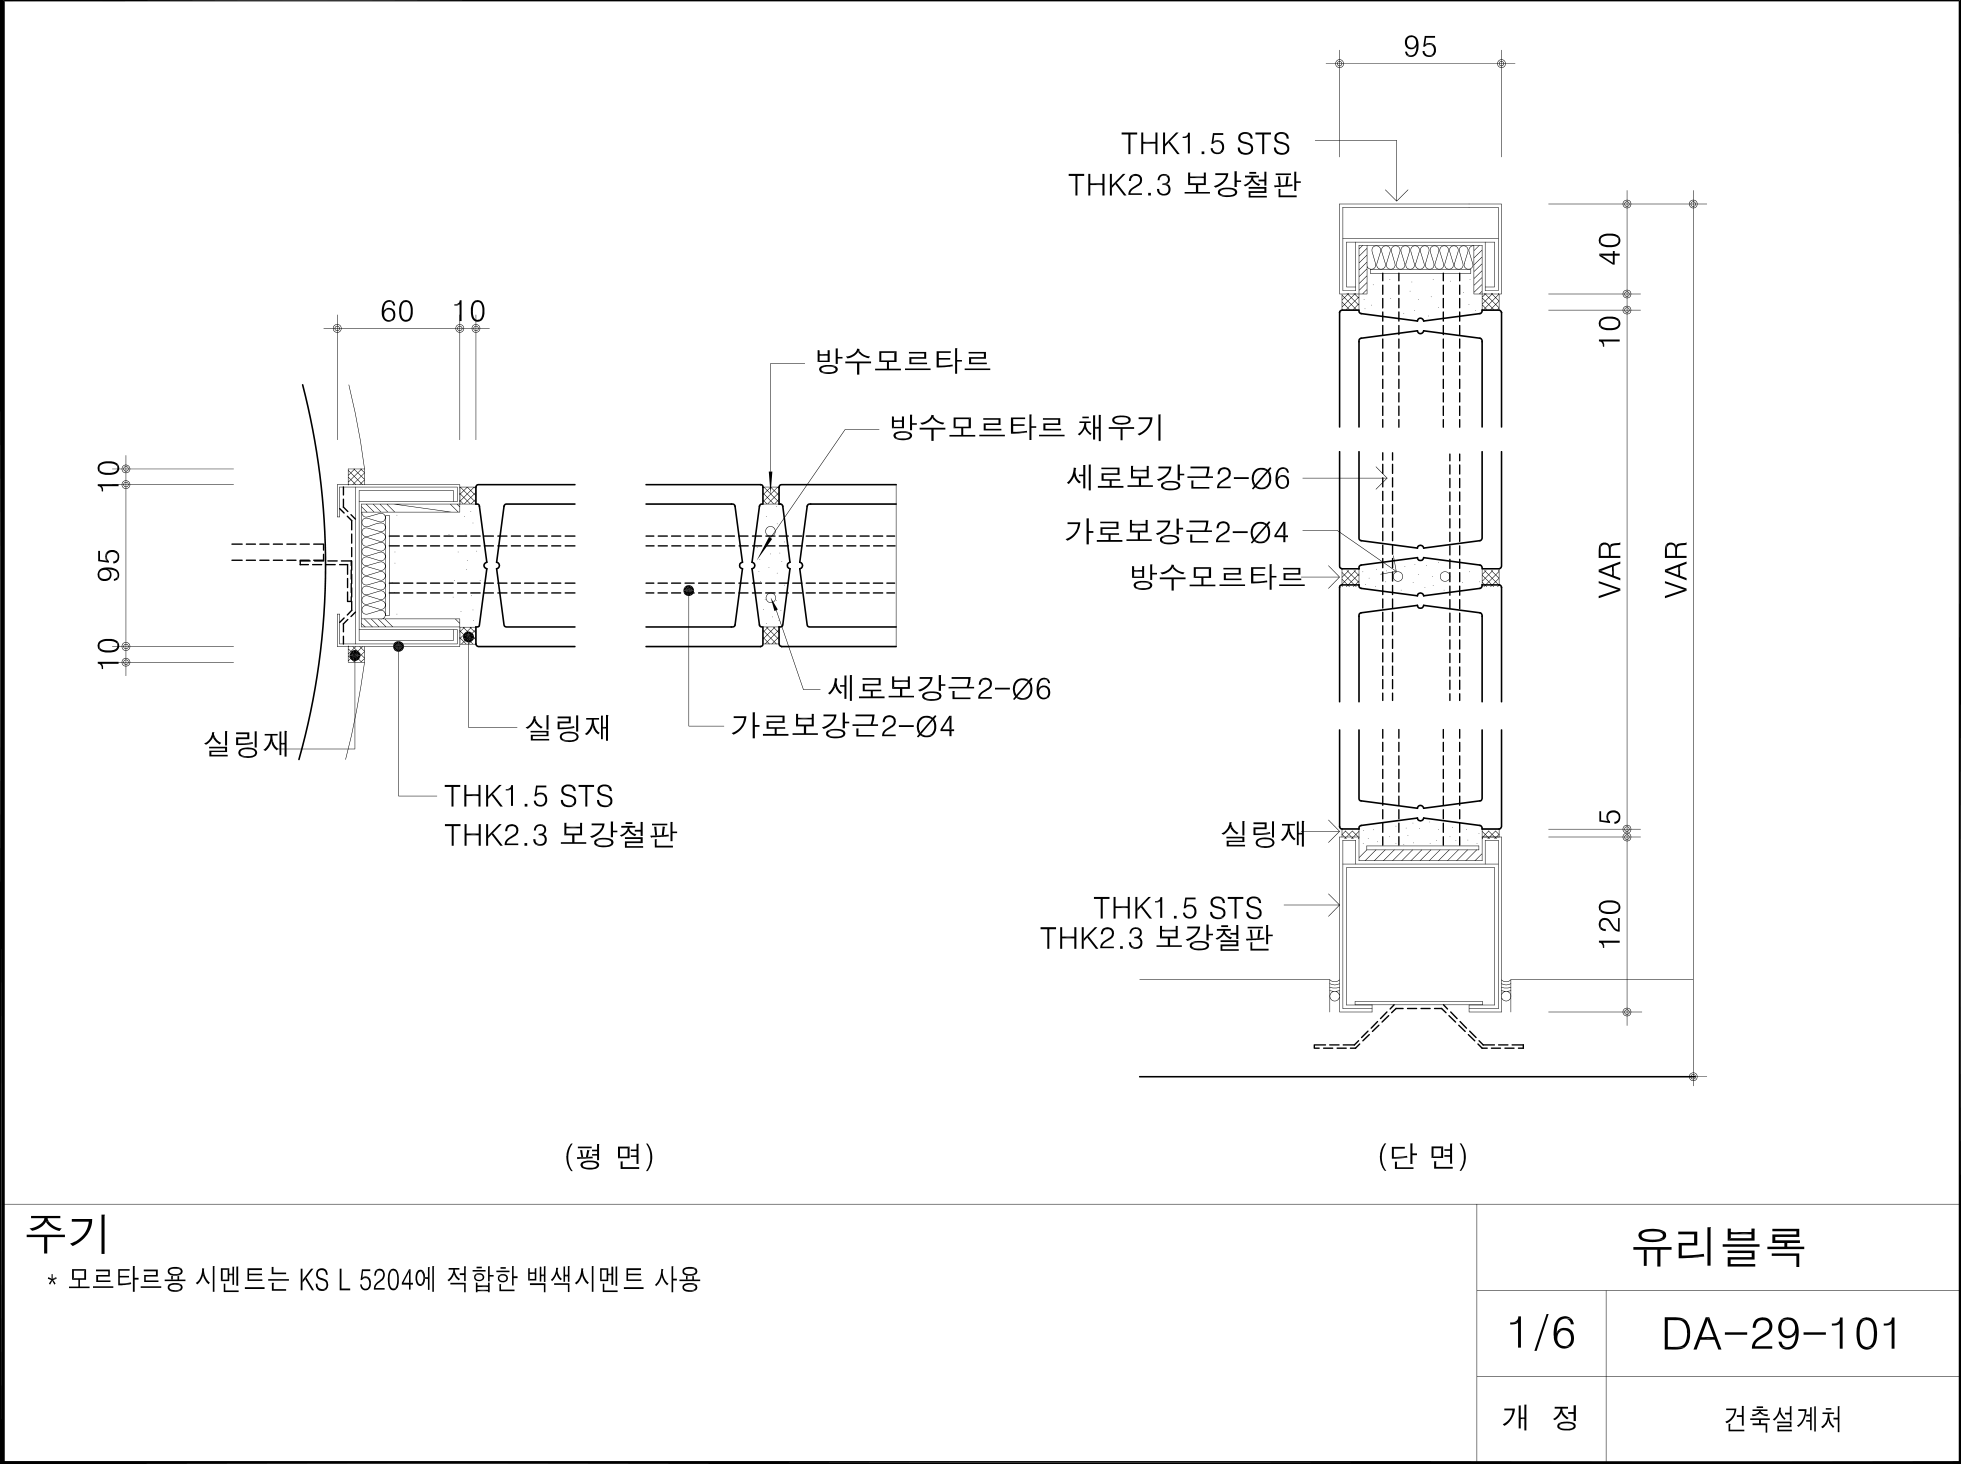 95
THK1.5 STS
THK2.3 보강철판
40
10
60
10
방수모르타르
방수모르타르 채우기
세로보강근2-Ø6
가로보강근2-Ø4
방수모르타르
10
95
10
VAR
VAR
세로보강근2-Ø6
가로보강근2-Ø4
실링재
실링재
THK1.5 STS
THK2.3 보강철판
5
실링재
120
THK1.5 STS
THK2.3 보강철판
(평 면)
(단 면)
주기
* 모르타르용 시멘트는 KS L 5204에 적합한 백색시멘트 사용
유리블록
1/6
DA-29-101
개 정
건축설계처